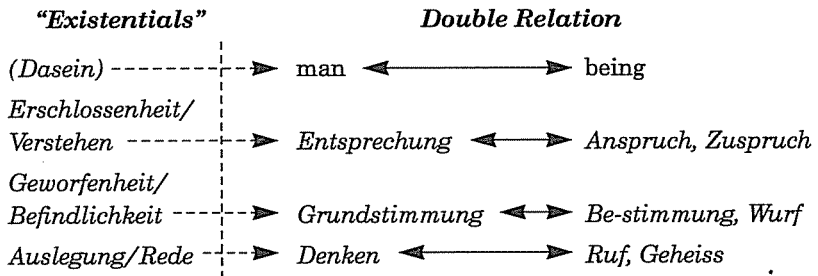 “Existentials” Double Relation
(Dasein) man being
Erschlossenheit/
Verstehen Entsprechung Anspruch, Zuspruch
Geworfenheit/
Befindlichkeit Grundstimmung Be-stimmung, Wurf
Auslegung/Rede Denken Ruf, Geheiss